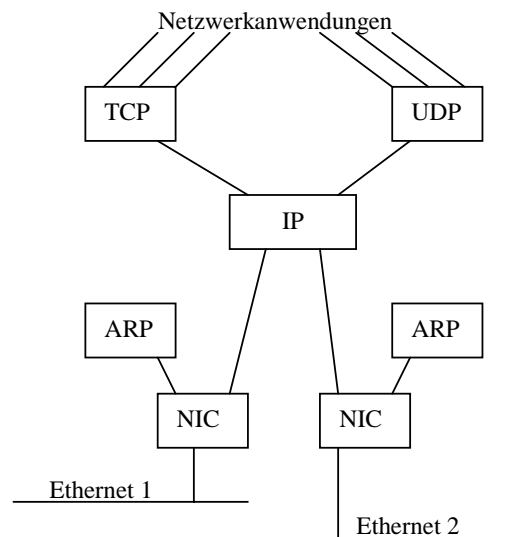 Netzwerkanwendungen
TCP
UDP
IP
ARP
ARP
NIC
NIC
Ethernet 1
Ethernet 2